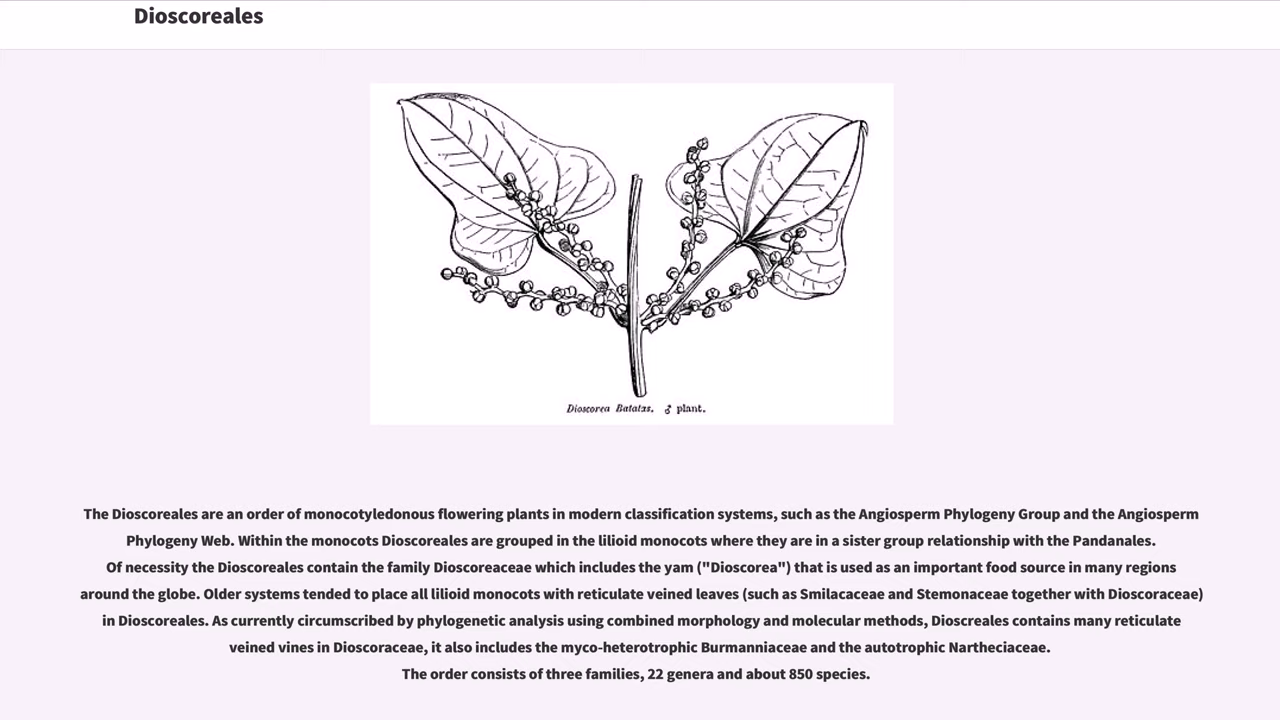 Dioscoreales
Dioscorea Batatas. ♂ plant.
The Dioscoreales are an order of monocotyledonous flowering plants in modern classification systems, such as the Angiosperm Phylogeny Group and the Angiosperm
Phylogeny Web. Within the monocots Dioscoreales are grouped in the lilioid monocots where they are in a sister group relationship with the Pandanales.
Of necessity the Dioscoreales contain the family Dioscoreaceae which includes the yam ("Dioscorea") that is used as an important food source in many regions
around the globe. Older systems tended to place all lilioid monocots with reticulate veined leaves (such as Smilacaceae and Stemonaceae together with Dioscoraceae)
in Dioscoreales. As currently circumscribed by phylogenetic analysis using combined morphology and molecular methods, Dioscreales contains many reticulate
veined vines in Dioscoraceae, it also includes the myco-heterotrophic Burmanniaceae and the autotrophic Nartheciaceae.
The order consists of three families, 22 genera and about 850 species.